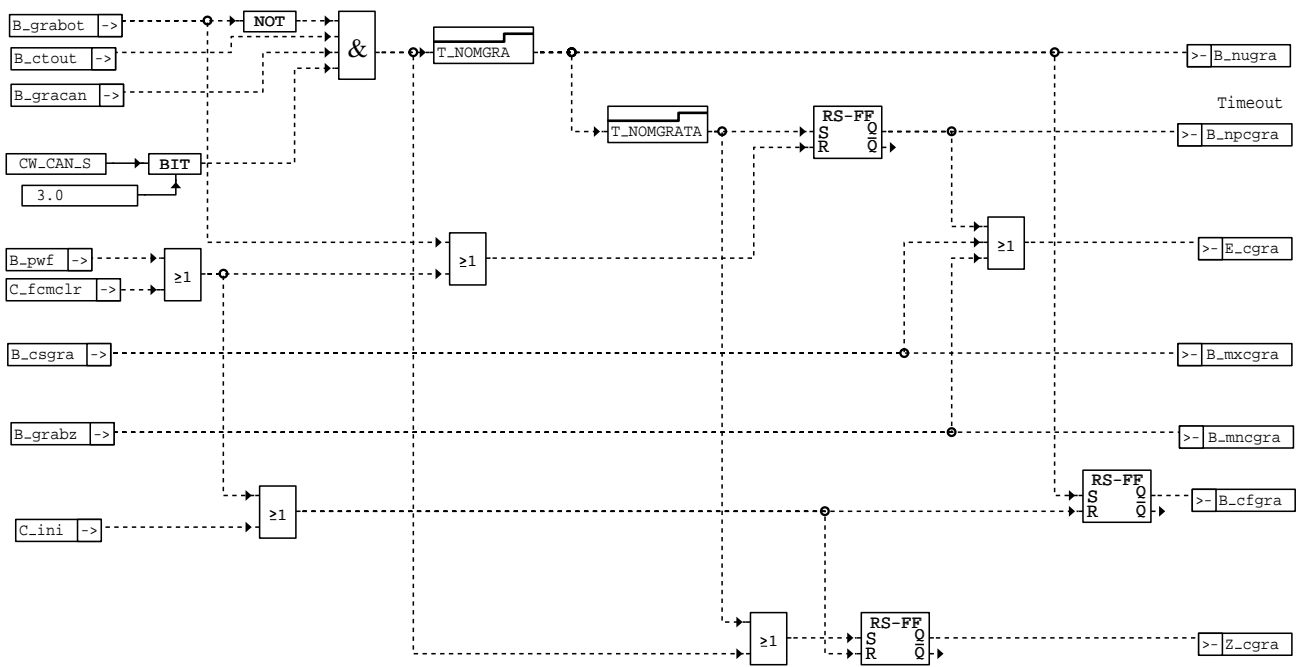 B_grabot ->
NOT
B_ctout ->
&
T_NOMGRA
>- B_nugra
B_gracan ->
Timeout
T_NOMGRATA
RS-FF
S Q
R Q
>- B_npcgra
CW_CAN_S
BIT
3.0
B_pwf ->
≥1
≥1
≥1
>- E_cgra
C_fcmclr ->
≥1
B_csgra ->
>- B_mxcgra
B_grabz ->
>- B_mncgra
RS-FF
S Q
R Q
>- B_cfgra
C_ini ->
≥1
RS-FF
S Q
R Q
>- Z_cgra